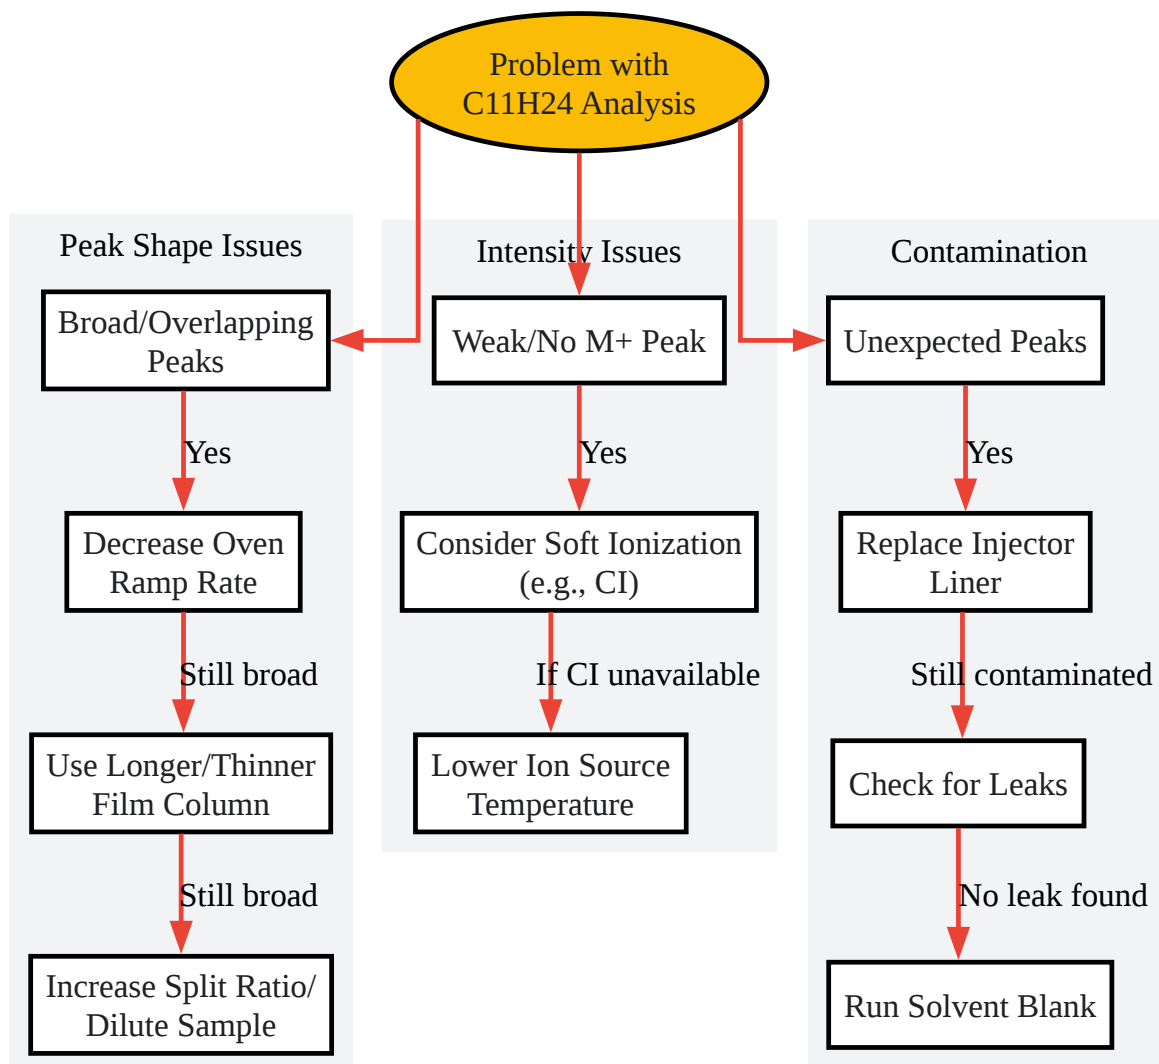 Problem with
C11H24 Analysis
Peak Shape Issues
Broad/Overlapping
Peaks
Yes
Decrease Oven
Ramp Rate
Still broad
Use Longer/Thinner
Film Column
Still broad
Increase Split Ratio/
Dilute Sample
Intensity Issues
Weak/No M+ Peak
Yes
Consider Soft Ionization
(e.g., CI)
If CI unavailable
Lower Ion Source
Temperature
Contamination
Unexpected Peaks
Yes
Replace Injector
Liner
Still contaminated
Check for Leaks
No leak found
Run Solvent Blank